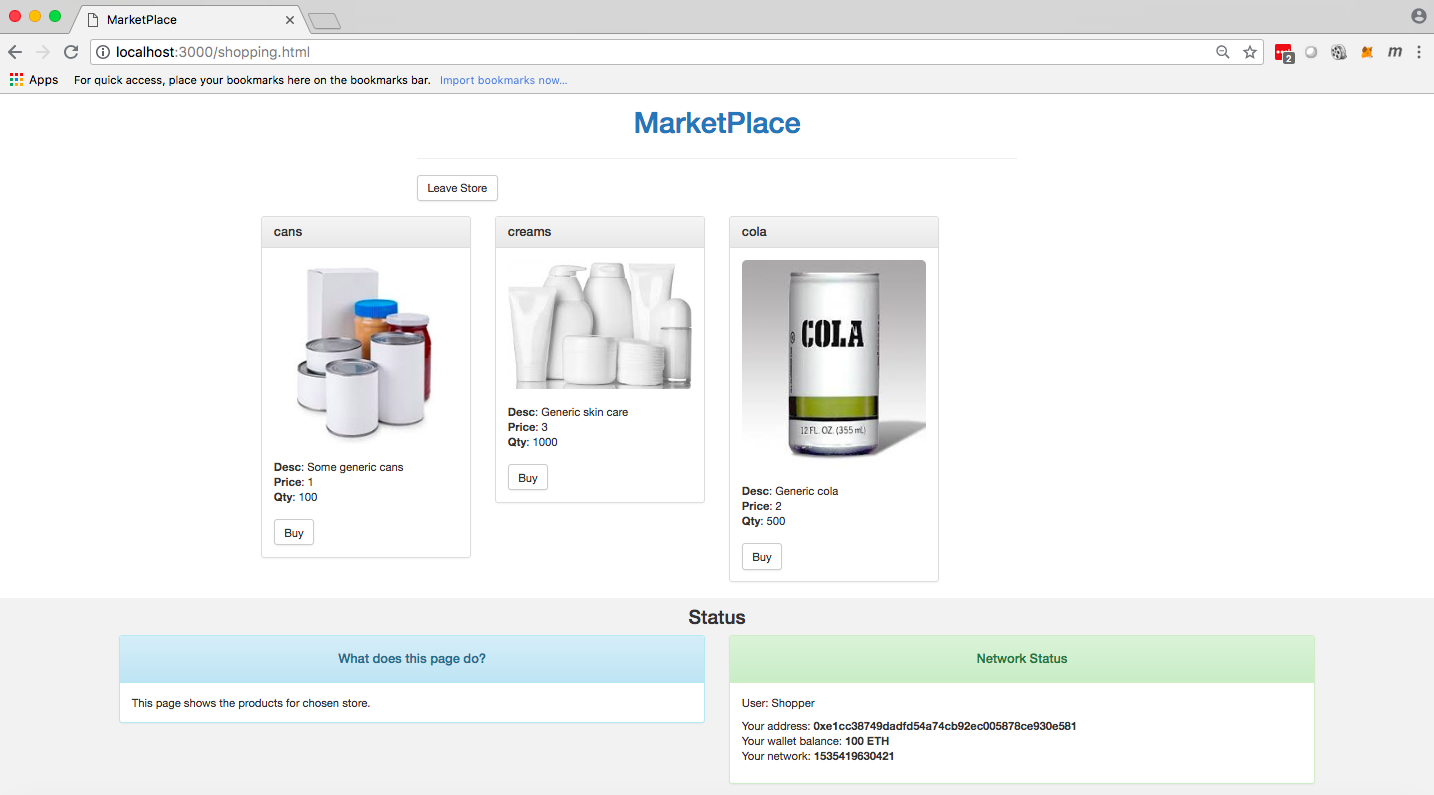 MarketPlace
localhost:3000/shopping.html
2
m
Apps For quick access, place your bookmarks here on the bookmarks bar. Import bookmarks now...
MarketPlace
Leave Store
cans
Desc: Some generic cans
Price: 1
Qty: 100
Buy
creams
Desc: Generic skin care
Price: 3
Qty: 1000
Buy
cola
COLA
12 FL. OZ. (355 mL)
Desc: Generic cola
Price: 2
Qty: 500
Buy
Status
What does this page do?
This page shows the products for chosen store.
Network Status
User: Shopper
Your address: 0xe1cc38749dadfd54a74cb92ec005878ce930e581
Your wallet balance: 100 ETH
Your network: 1535419630421